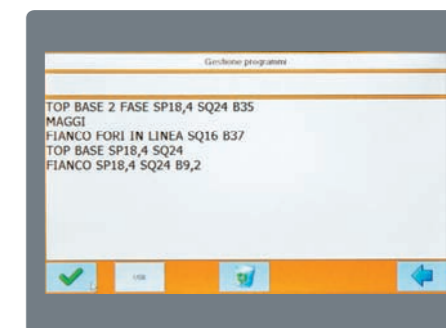 Gestione programmi
TOP BASE 2 FASE SP18,4 SQ24 B35
MAGGI
FIANCO FORI IN LINEA SQ16 B37
TOP BASE SP18,4 SQ24
FIANCO SP18,4 SQ24 B9,2
USB